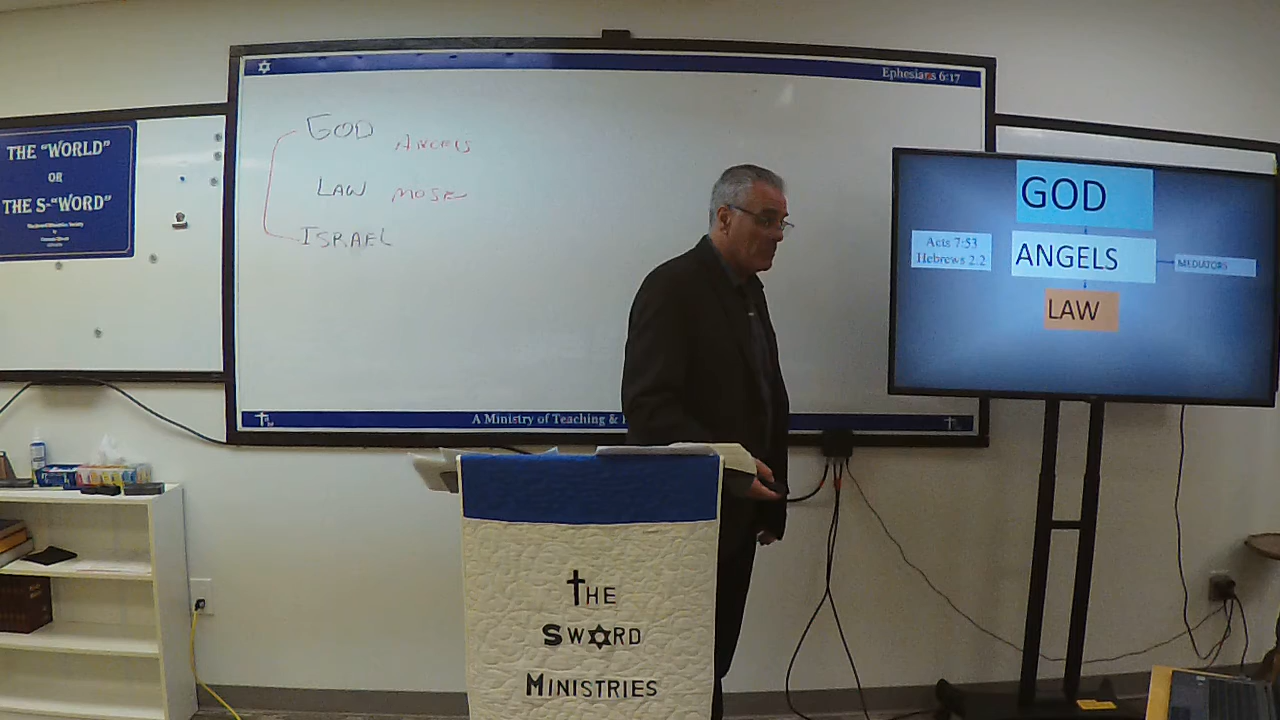 THE "WORLD"
OR
THE S-"WORD"
Ephesians 6:17
GOD
ANGELS
LAW
MOSE
ISRAEL
A Ministry of Teaching &
GOD
Acts 7:53
Hebrews 2:2
ANGELS
MEDIATORS
LAW
THE
SWORD
MINISTRIES